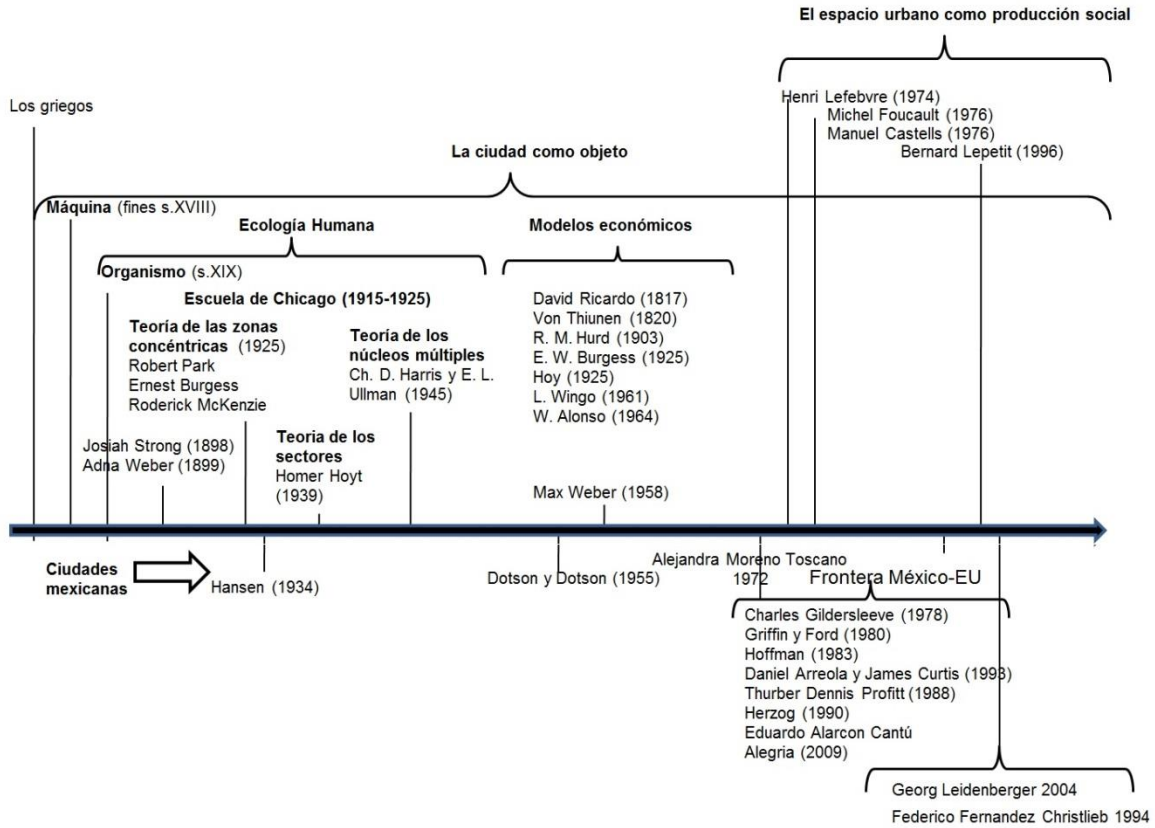 El espacio urbano como producción social
Henri Lefebvre (1974)
Michel Foucault (1976)
Manuel Castells (1976)
Bernard Lepetit (1996)
Los griegos
La ciudad como objeto
Máquina (fines s.XVIII)
Ecología Humana
Organismo (s.XIX)
Escuela de Chicago (1915-1925)
Teoría de las zonas
concéntricas (1925)
Robert Park
Ernest Burgess
Roderick McKenzie
Teoría de los
núcleos múltiples
Ch. D. Harris y E. L.
Ullman (1945)
Modelos económicos
David Ricardo (1817)
Von Thiunen (1820)
R. M. Hurd (1903)
E. W. Burgess (1925)
Hoy (1925)
L. Wingo (1961)
W. Alonso (1964)
Josiah Strong (1898)
Adna Weber (1899)
Teoria de los
sectores
Homer Hoyt
(1939)
Max Weber (1958)
Ciudades
mexicanas
Hansen (1934)
Dotson y Dotson (1955)
Alejandra Moreno Toscano
1972
Frontera México-EU
Charles Gildersleeve (1978)
Griffin y Ford (1980)
Hoffman (1983)
Daniel Arreola y James Curtis (1993)
Thurber Dennis Profitt (1988)
Herzog (1990)
Eduardo Alarcon Cantú
Alegria (2009)
Georg Leidenberger 2004
Federico Fernandez Christlieb 1994